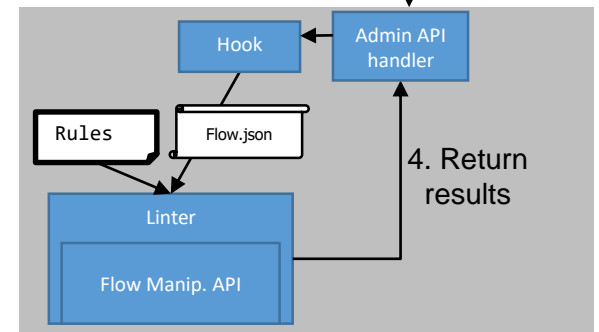 Hook
Admin API
handler
Rules
Flow.json
4. Return
results
Linter
Flow Manip. API